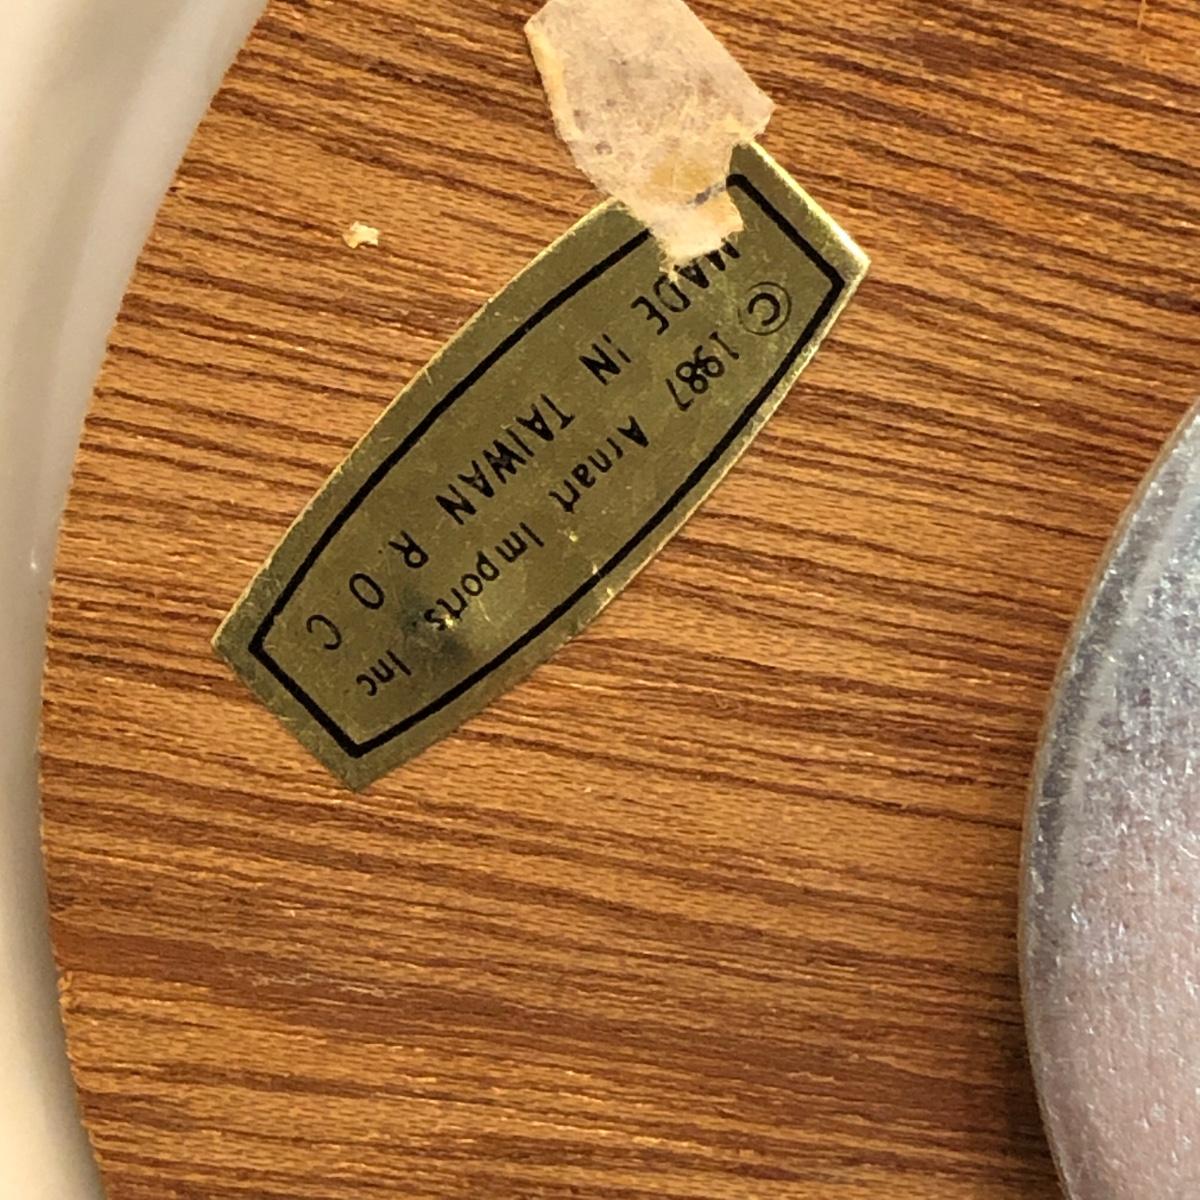 © 1987 Arnart Imports, Inc
MADE IN TAIWAN R O C